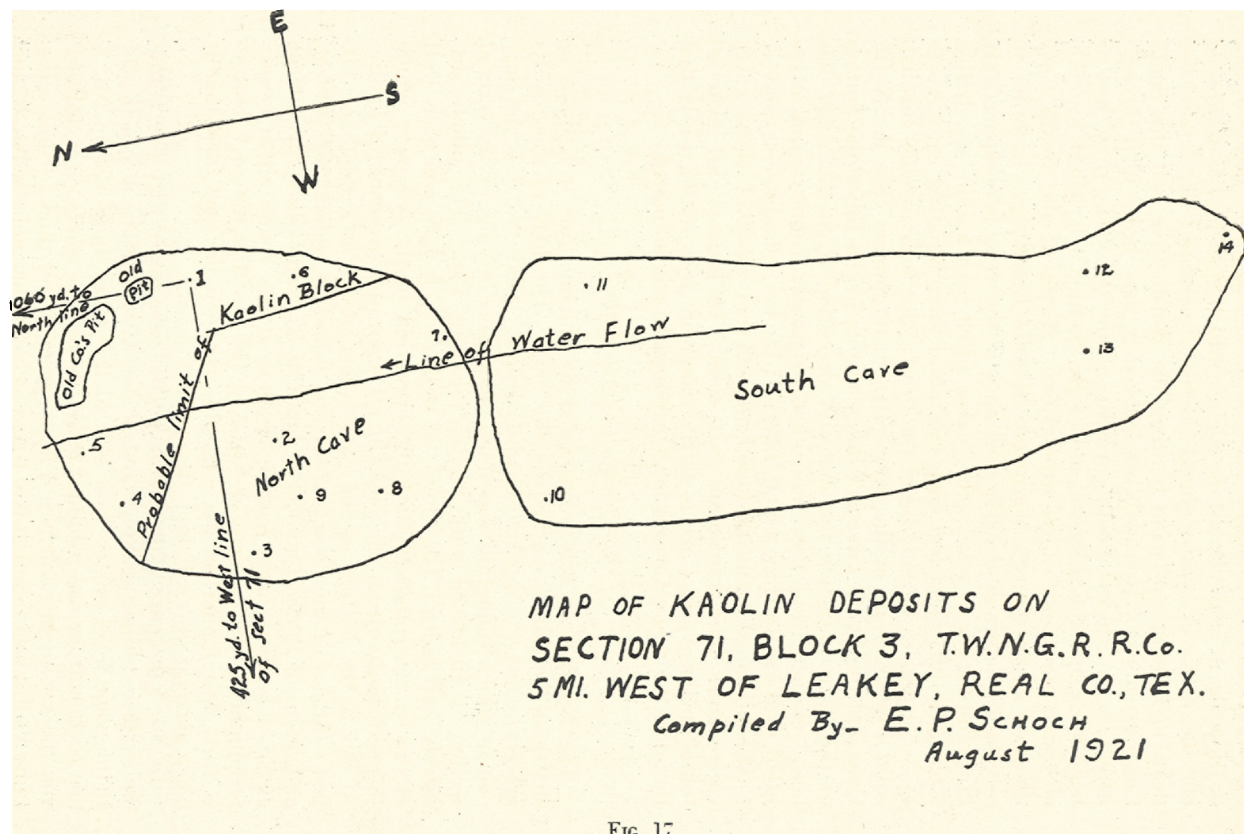 E
S
N
W
1060 yd. to
North line
Old
Pit
1
6
Kaolin Block
Old Co's Pit
7
Line of Water Flow
11
12
14
13
South Cave
Probable limit of
5
2
North Cave
4
9
8
10
3
425 yd. to West line
of sect 71
MAP OF KAOLIN DEPOSITS ON
SECTION 71, BLOCK 3, T.W.N.G.R.R.Co.
5 MI. WEST OF LEAKEY, REAL CO., TEX.
Compiled By- E. P. SCHOCH
August 1921
FIG. 17